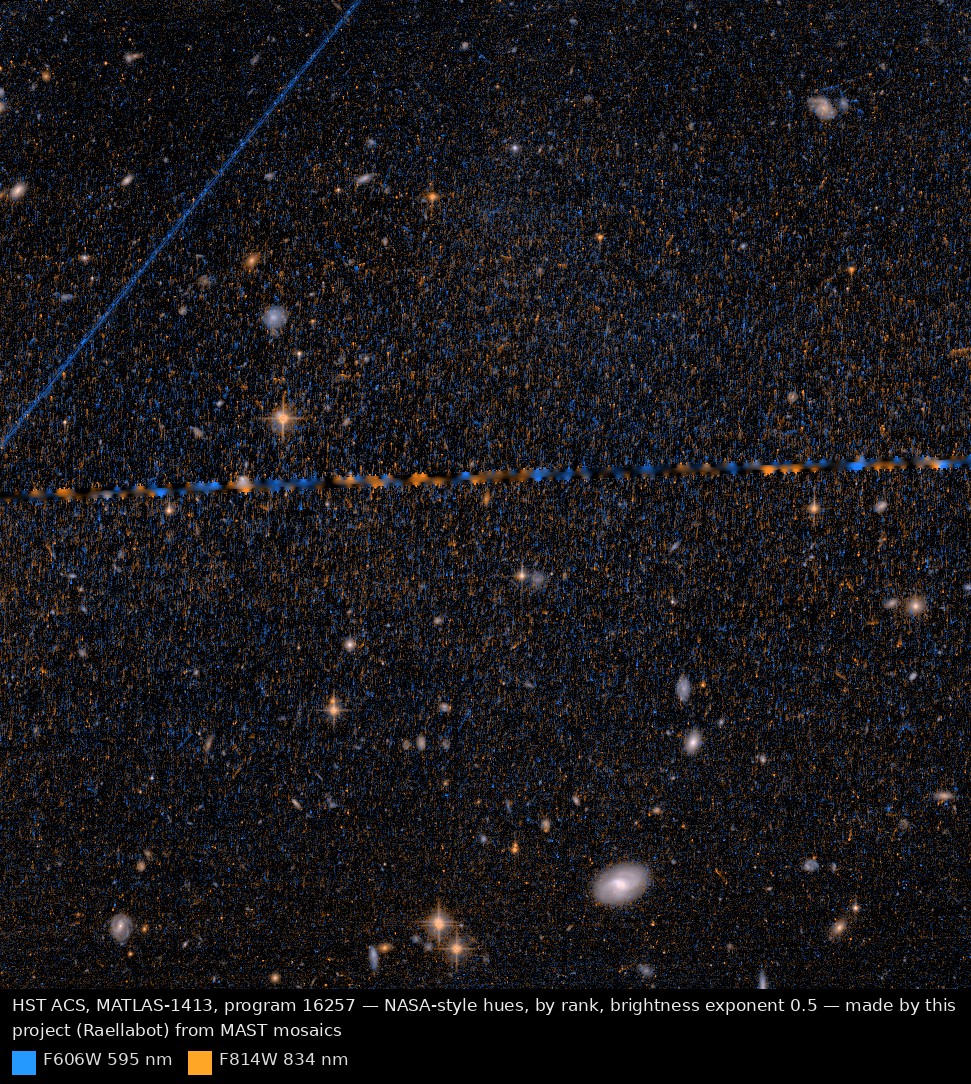 HST ACS, MATLAS-1413, program 16257 — NASA-style hues, by rank, brightness exponent 0.5 — made by this
project (Raellabot) from MAST mosaics
F606W 595 nm F814W 834 nm